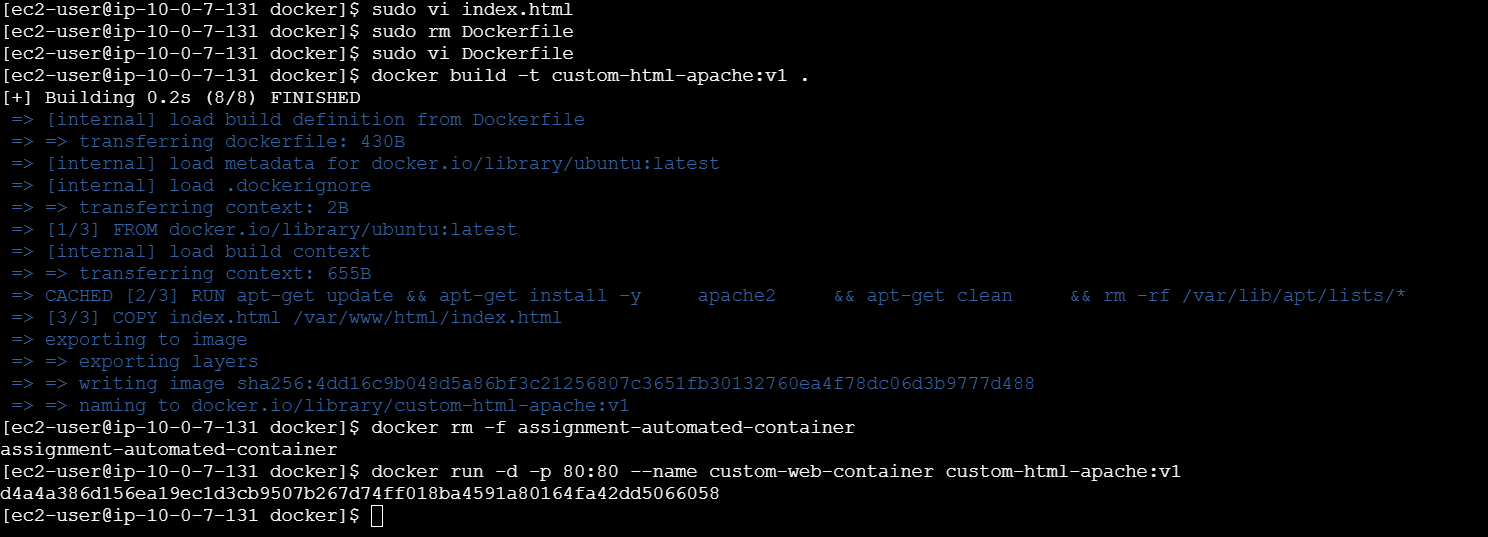 [ec2-user@ip-10-0-7-131 docker]$ sudo vi index.html
[ec2-user@ip-10-0-7-131 docker]$ sudo rm Dockerfile
[ec2-user@ip-10-0-7-131 docker]$ sudo vi Dockerfile
[ec2-user@ip-10-0-7-131 docker]$ docker build -t custom-html-apache:v1 .
[+] Building 0.2s (8/8) FINISHED
 => [internal] load build definition from Dockerfile
 => => transferring dockerfile: 430B
 => [internal] load metadata for docker.io/library/ubuntu:latest
 => [internal] load .dockerignore
 => => transferring context: 2B
 => [1/3] FROM docker.io/library/ubuntu:latest
 => [internal] load build context
 => => transferring context: 655B
 => CACHED [2/3] RUN apt-get update && apt-get install -y     apache2     && apt-get clean     && rm -rf /var/lib/apt/lists/*
 => [3/3] COPY index.html /var/www/html/index.html
 => exporting to image
 => => exporting layers
 => => writing image sha256:4dd16c9b048d5a86bf3c21256807c3651fb30132760ea4f78dc06d3b9777d488
 => => naming to docker.io/library/custom-html-apache:v1
[ec2-user@ip-10-0-7-131 docker]$ docker rm -f assignment-automated-container
assignment-automated-container
[ec2-user@ip-10-0-7-131 docker]$ docker run -d -p 80:80 --name custom-web-container custom-html-apache:v1
d4a4a386d156ea19ec1d3cb9507b267d74ff018ba4591a80164fa42dd5066058
[ec2-user@ip-10-0-7-131 docker]$